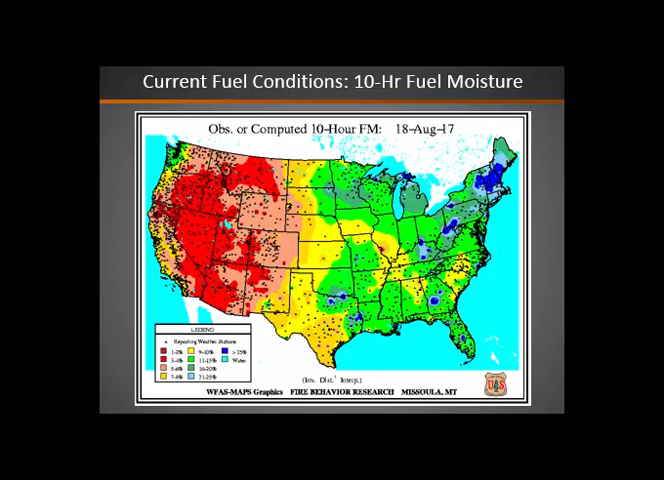 Current Fuel Conditions: 10-Hr Fuel Moisture
Obs. or Computed 10-Hour FM: 18-Aug-17
LEGEND
Reporting Weather Stations
1-2% 9-10% > 25%
3-4% 11-15% Water
5-6% 16-20%
7-8% 21-25%
(Inv. Dist.² Interp.)
WFAS-MAPS Graphics FIRE BEHAVIOR RESEARCH MISSOULA, MT
UAS